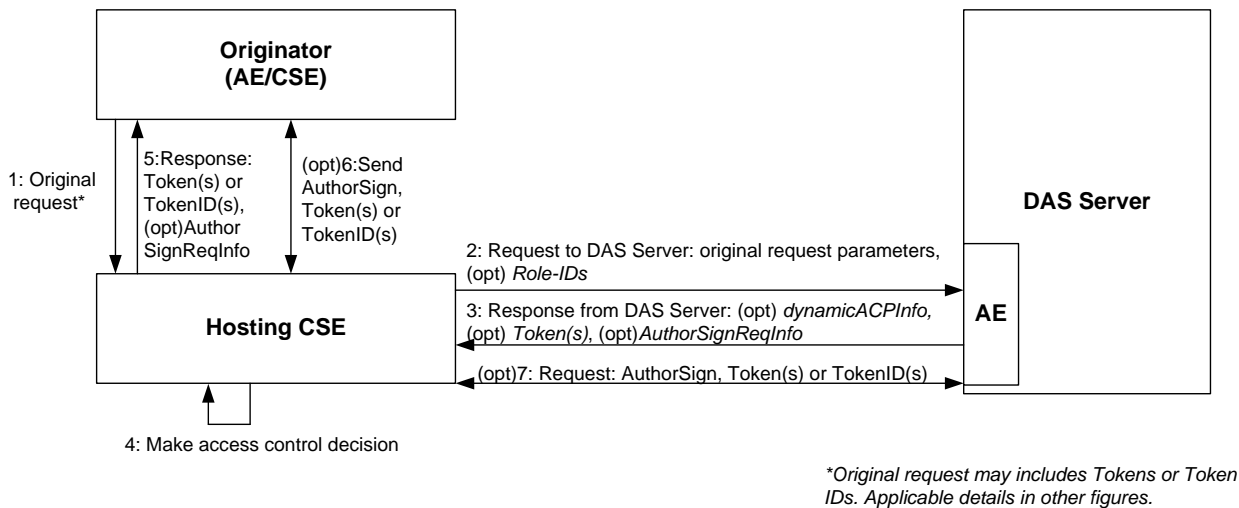 Originator
(AE/CSE)
1: Original
request*
5:Response:
Token(s) or
TokenID(s),
(opt)Author
SignReqInfo
(opt)6:Send
AuthorSign,
Token(s) or
TokenID(s)
DAS Server
2: Request to DAS Server: original request parameters,
(opt) Role-IDs
Hosting CSE
3: Response from DAS Server: (opt) dynamicACPInfo,
(opt) Token(s), (opt)AuthorSignReqInfo
AE
(opt)7: Request: AuthorSign, Token(s) or TokenID(s)
4: Make access control decision
*Original request may includes Tokens or Token
IDs. Applicable details in other figures.